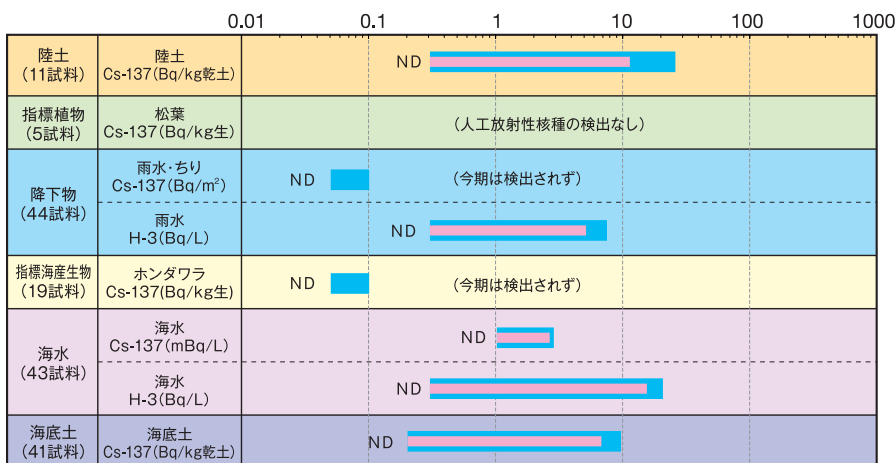 0.01 0.1 1 10 100 1000
陸土
(11試料)
陸土
Cs-137(Bq/kg乾土)
ND
指標植物
(5試料)
松葉
Cs-137(Bq/kg生)
(人工放射性核種の検出なし)
降下物
(44試料)
雨水・ちり
Cs-137(Bq/m²)
ND
(今期は検出されず)
雨水
H-3(Bq/L)
ND
指標海産生物
(19試料)
ホンダワラ
Cs-137(Bq/kg生)
ND
(今期は検出されず)
海水
(43試料)
海水
Cs-137(mBq/L)
ND
海水
H-3(Bq/L)
ND
海底土
(41試料)
海底土
Cs-137(Bq/kg乾土)
ND